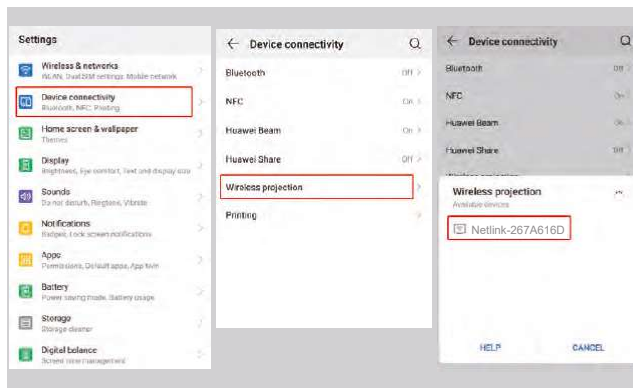 Settings
Wireless & networks
WLAN, Dual SIM settings, Mobile network
Device connectivity
Bluetooth, NFC, Printing
Home screen & wallpaper
Themes
Display
Brightness, Eye comfort, Text and display size
Sounds
Do not disturb, Ringtone, Vibrate
Notifications
Badges, Lock screen notifications
Apps
Permissions, Default apps, App twin
Battery
Power saving mode, Battery usage
Storage
Storage cleaner
Digital balance
Screen time management
Device connectivity
Bluetooth
Off
NFC
On
Huawei Beam
On
Huawei Share
Off
Wireless projection
Printing
Device connectivity
Bluetooth
Off
NFC
On
Huawei Beam
On
Huawei Share
Off
Wireless projection
Available devices
Netlink-267A616D
HELP
CANCEL